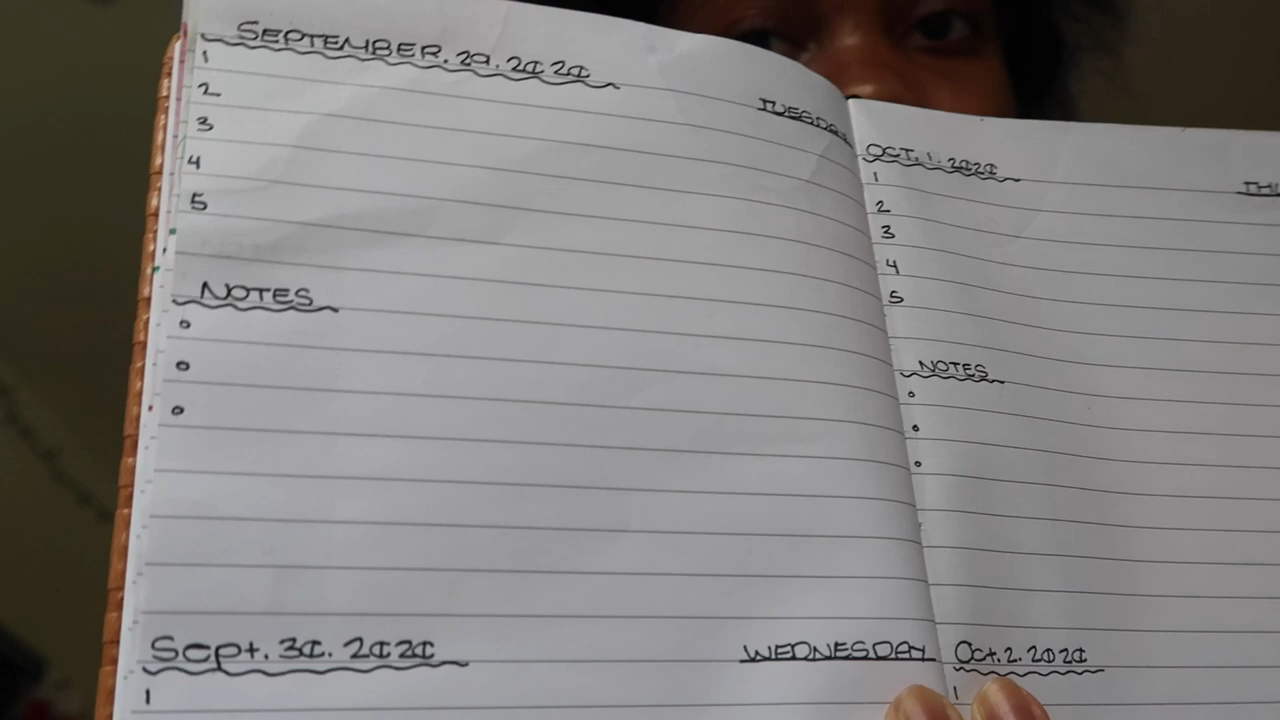 SEPTEMBER. 29. 2020
TUESDAY
1
2
3
4
5
NOTES
Sept. 30. 2020
WEDNESDAY
1
OCT. 1. 2020
1
2
3
4
5
NOTES
Oct. 2. 2020
1